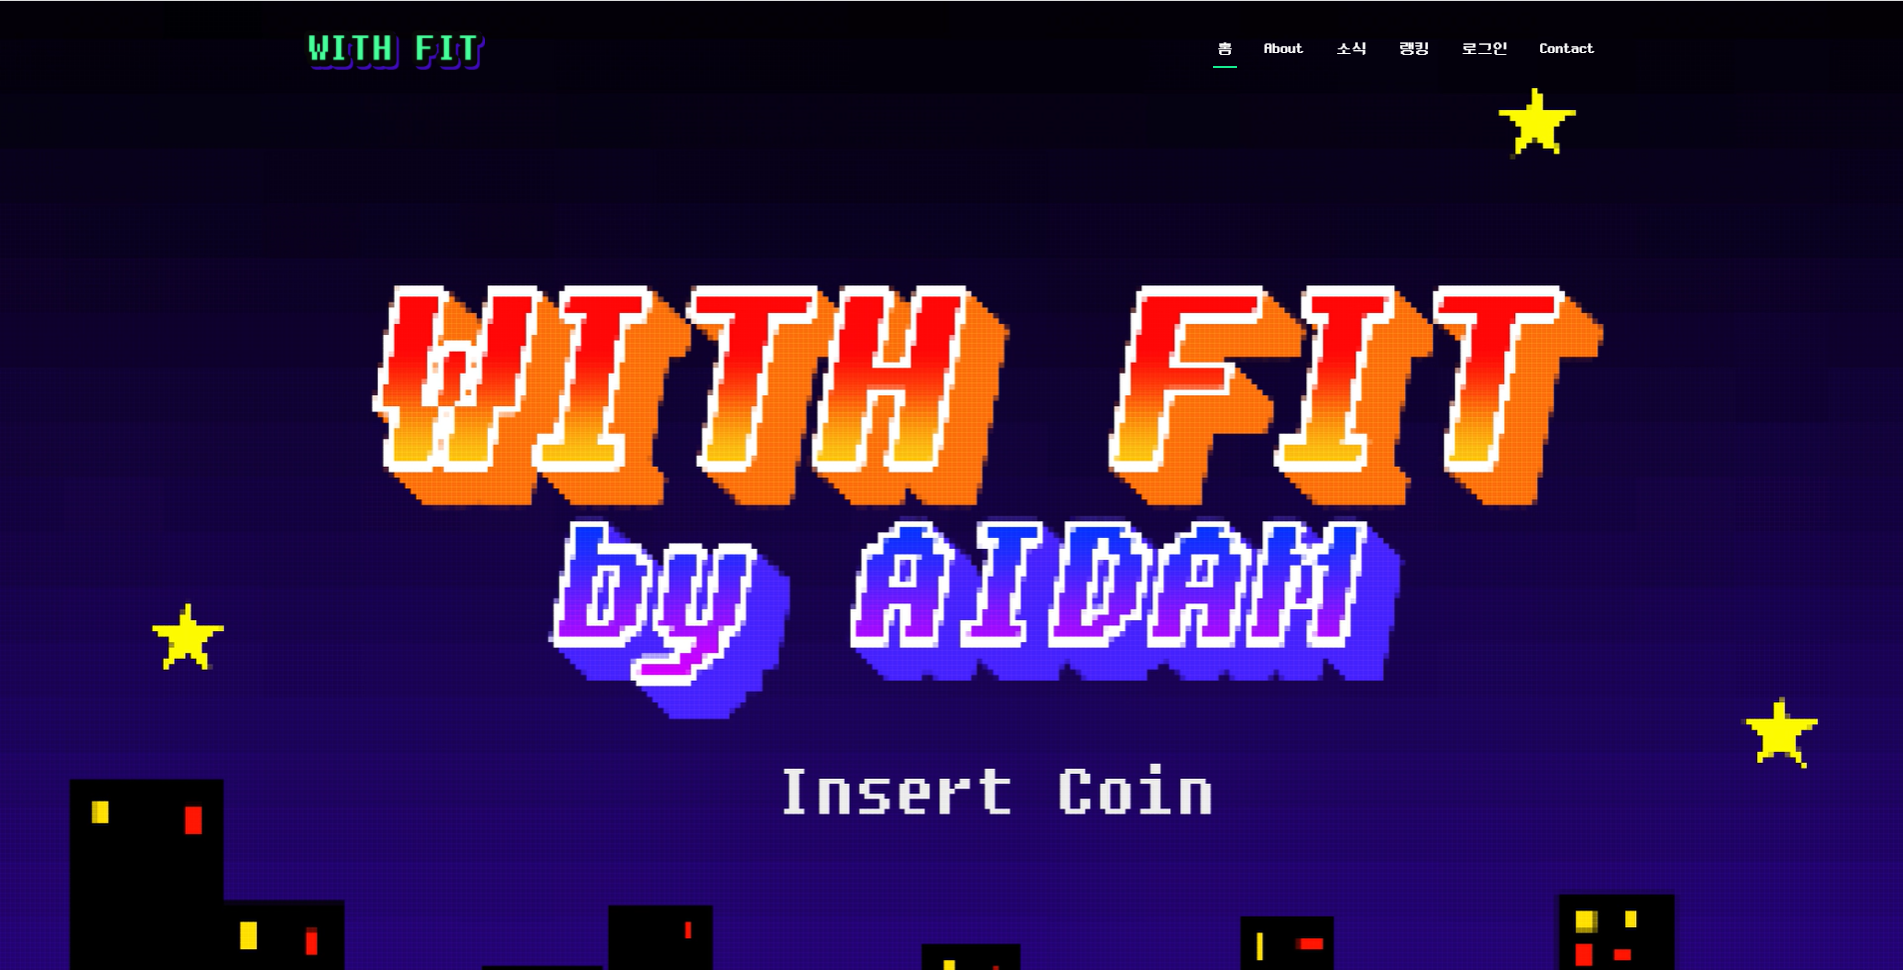 WITH FIT
홈 About 소식 랭킹 로그인 Contact
WITH FIT
by AIDAM
Insert Coin